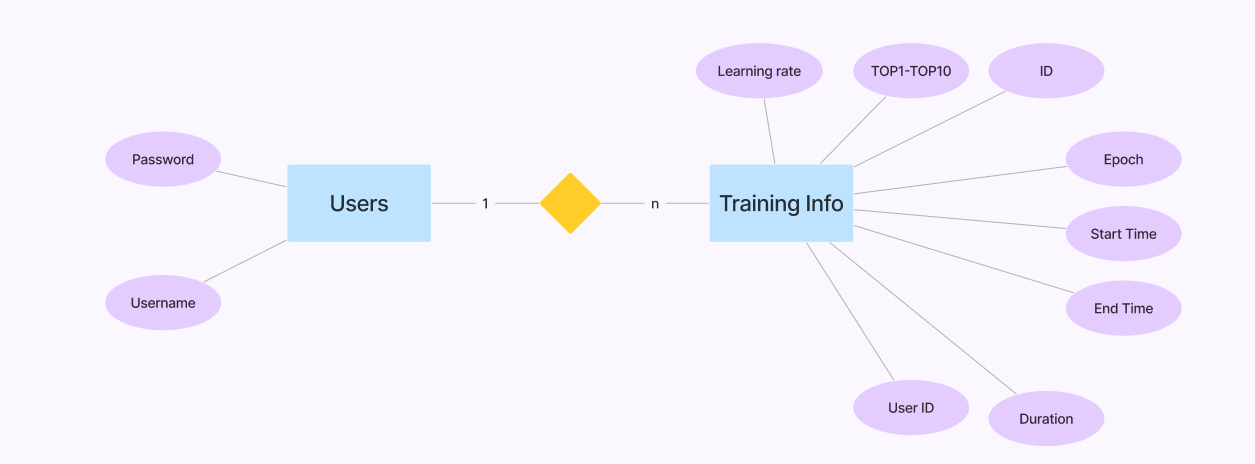 Learning rate
TOP1-TOP10
ID
Password
Epoch
Users
1
n
Training Info
Start Time
Username
End Time
User ID
Duration